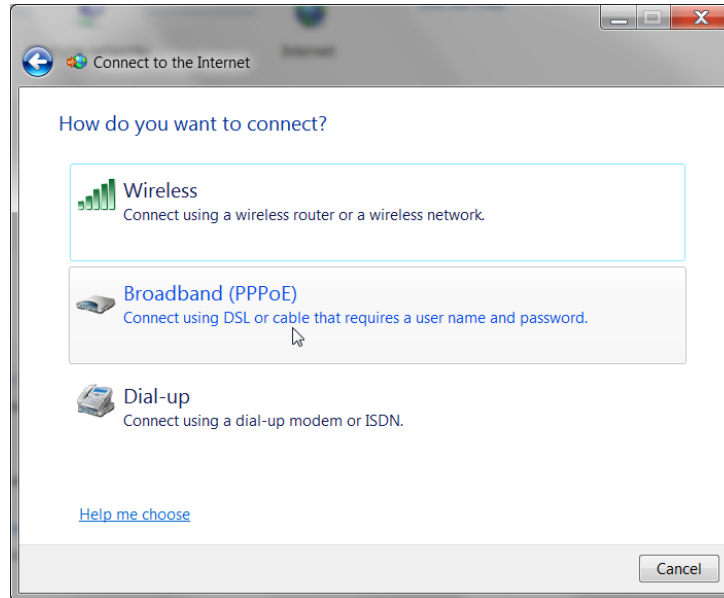 Connect to the Internet
How do you want to connect?
Wireless
Connect using a wireless router or a wireless network.
Broadband (PPPoE)
Connect using DSL or cable that requires a user name and password.
Dial-up
Connect using a dial-up modem or ISDN.
Help me choose
Cancel